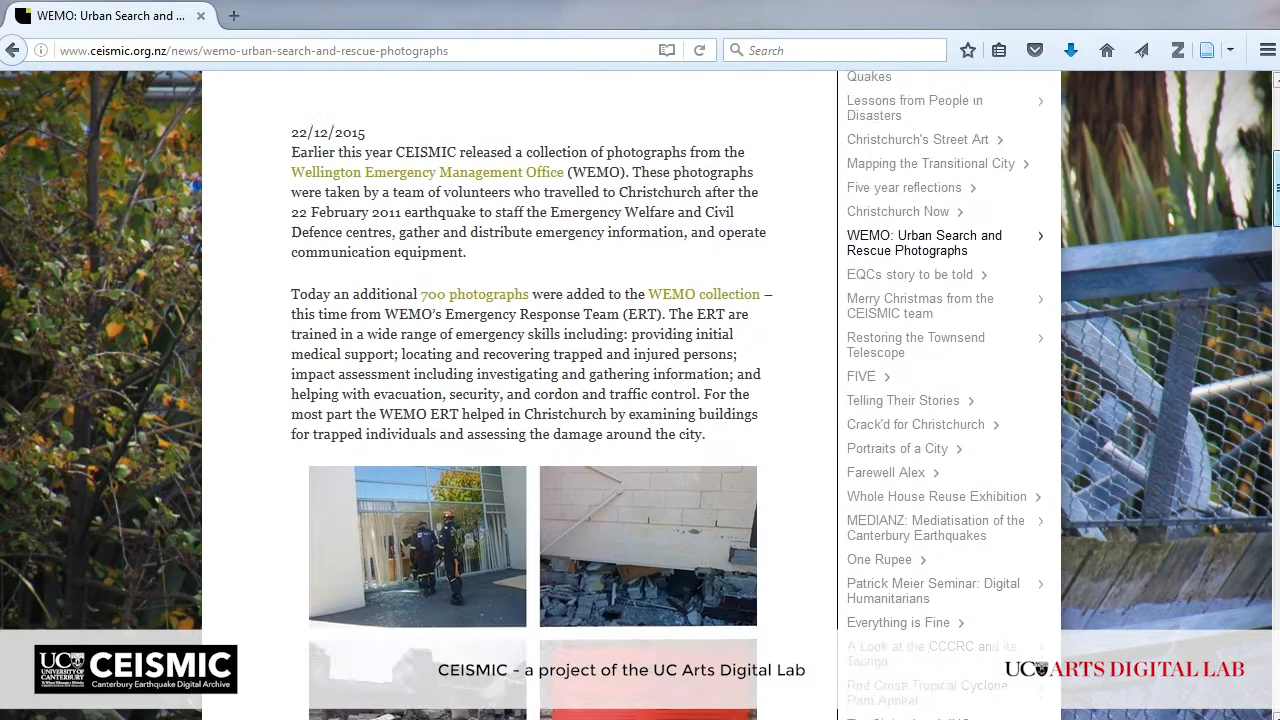 WEMO: Urban Search and ...
www.ceismic.org.nz/news/wemo-urban-search-and-rescue-photographs
Search
22/12/2015
Earlier this year CEISMIC released a collection of photographs from the
Wellington Emergency Management Office (WEMO). These photographs
were taken by a team of volunteers who travelled to Christchurch after the
22 February 2011 earthquake to staff the Emergency Welfare and Civil
Defence centres, gather and distribute emergency information, and operate
communication equipment.
Today an additional 700 photographs were added to the WEMO collection –
this time from WEMO's Emergency Response Team (ERT). The ERT are
trained in a wide range of emergency skills including: providing initial
medical support; locating and recovering trapped and injured persons;
impact assessment including investigating and gathering information; and
helping with evacuation, security, and cordon and traffic control. For the
most part the WEMO ERT helped in Christchurch by examining buildings
for trapped individuals and assessing the damage around the city.
Quakes
Lessons from People in
Disasters
Christchurch's Street Art
Mapping the Transitional City
Five year reflections
Christchurch Now
WEMO: Urban Search and
Rescue Photographs
EQCs story to be told
Merry Christmas from the
CEISMIC team
Restoring the Townsend
Telescope
FIVE
Telling Their Stories
Crack'd for Christchurch
Portraits of a City
Farewell Alex
Whole House Reuse Exhibition
MEDIANZ: Mediatisation of the
Canterbury Earthquakes
One Rupee
Patrick Meier Seminar: Digital
Humanitarians
Everything is Fine
A Look at the CCCRC and its
Taonga
Red Cross Tropical Cyclone
Pam Appeal
UC
UNIVERSITY OF
CANTERBURY
CEISMIC
Canterbury Earthquake Digital Archive
CEISMIC - a project of the UC Arts Digital Lab
UC ARTS DIGITAL LAB